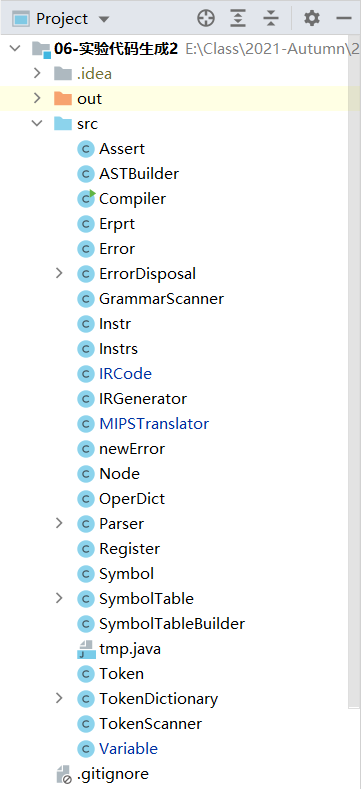 Project
06-实验代码生成2 E:\Class\2021-Autumn\2
.idea
out
src
Assert
ASTBuilder
Compiler
Erprt
Error
ErrorDisposal
GrammarScanner
Instr
Instrs
IRCode
IRGenerator
MIPSTranslator
newError
Node
OperDict
Parser
Register
Symbol
SymbolTable
SymbolTableBuilder
tmp.java
Token
TokenDictionary
TokenScanner
Variable
.gitignore